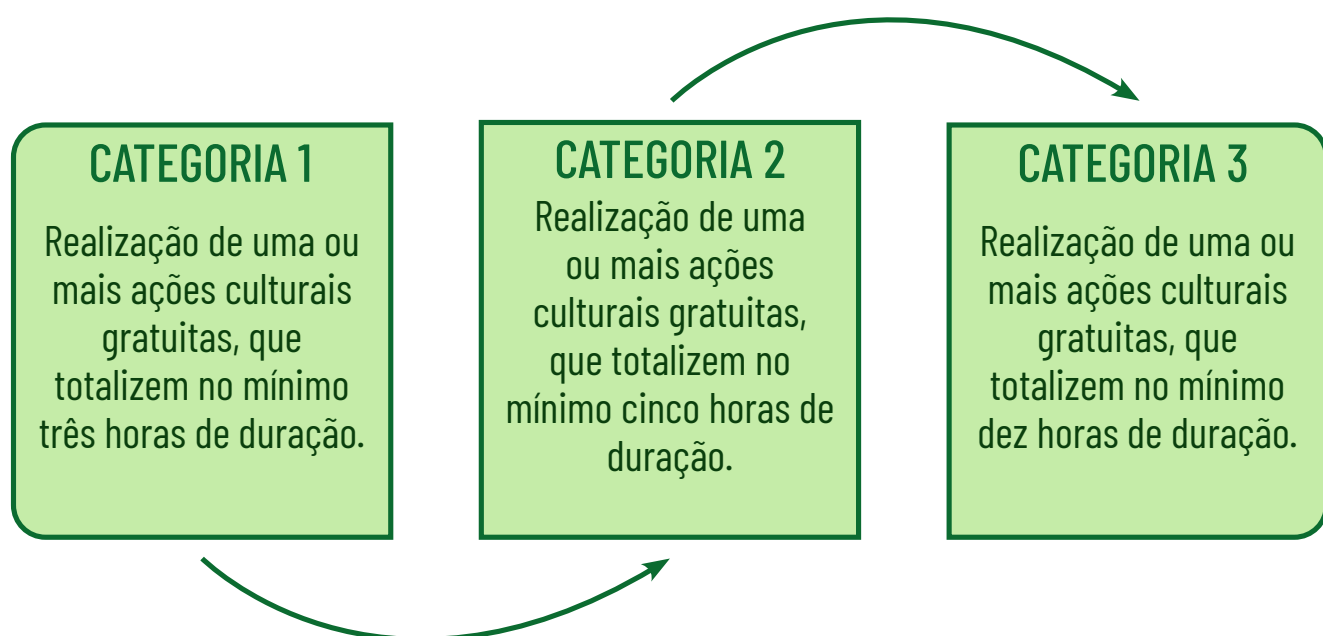 CATEGORIA 1
Realização de uma ou
mais ações culturais
gratuitas, que
totalizem no mínimo
três horas de duração.
CATEGORIA 2
Realização de uma
ou mais ações
culturais gratuitas,
que totalizem no
mínimo cinco horas de
duração.
CATEGORIA 3
Realização de uma ou
mais ações culturais
gratuitas, que
totalizem no mínimo
dez horas de duração.